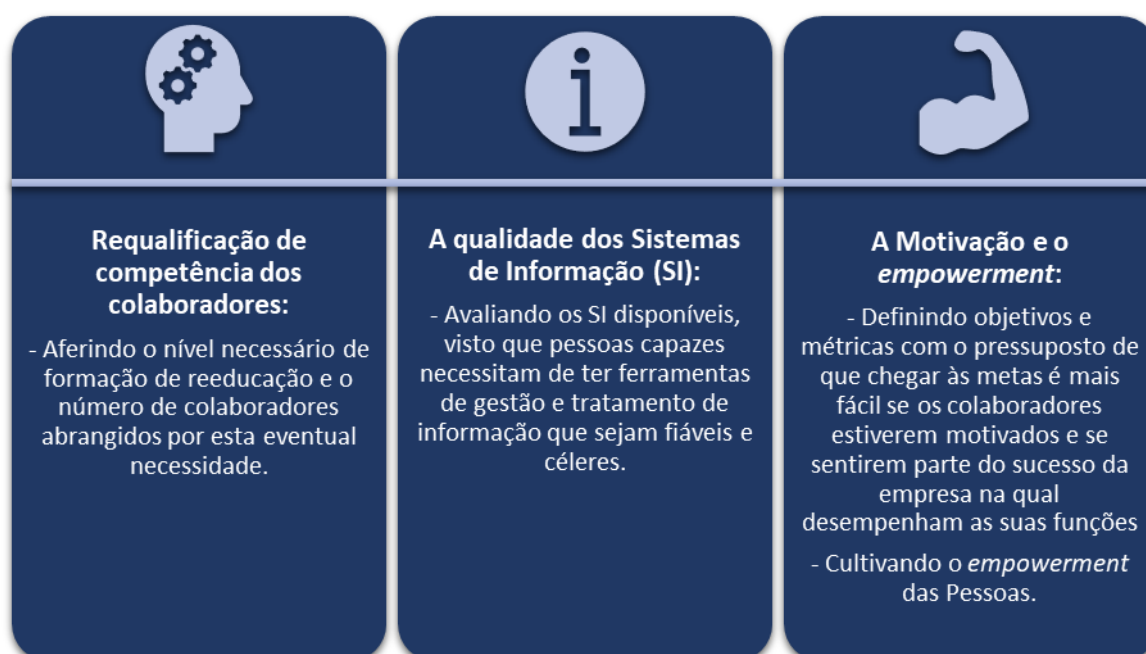 Requalificação de
competência dos
colaboradores:
- Aferindo o nível necessário de
formação de reeducação e o
número de colaboradores
abrangidos por esta eventual
necessidade.
A qualidade dos Sistemas
de Informação (SI):
- Avaliando os SI disponíveis,
visto que pessoas capazes
necessitam de ter ferramentas
de gestão e tratamento de
informação que sejam fiáveis e
céleres.
A Motivação e o
empowerment:
- Definindo objetivos e
métricas com o pressuposto de
que chegar às metas é mais
fácil se os colaboradores
estiverem motivados e se
sentirem parte do sucesso da
empresa na qual
desempenham as suas funções
- Cultivando o empowerment
das Pessoas.